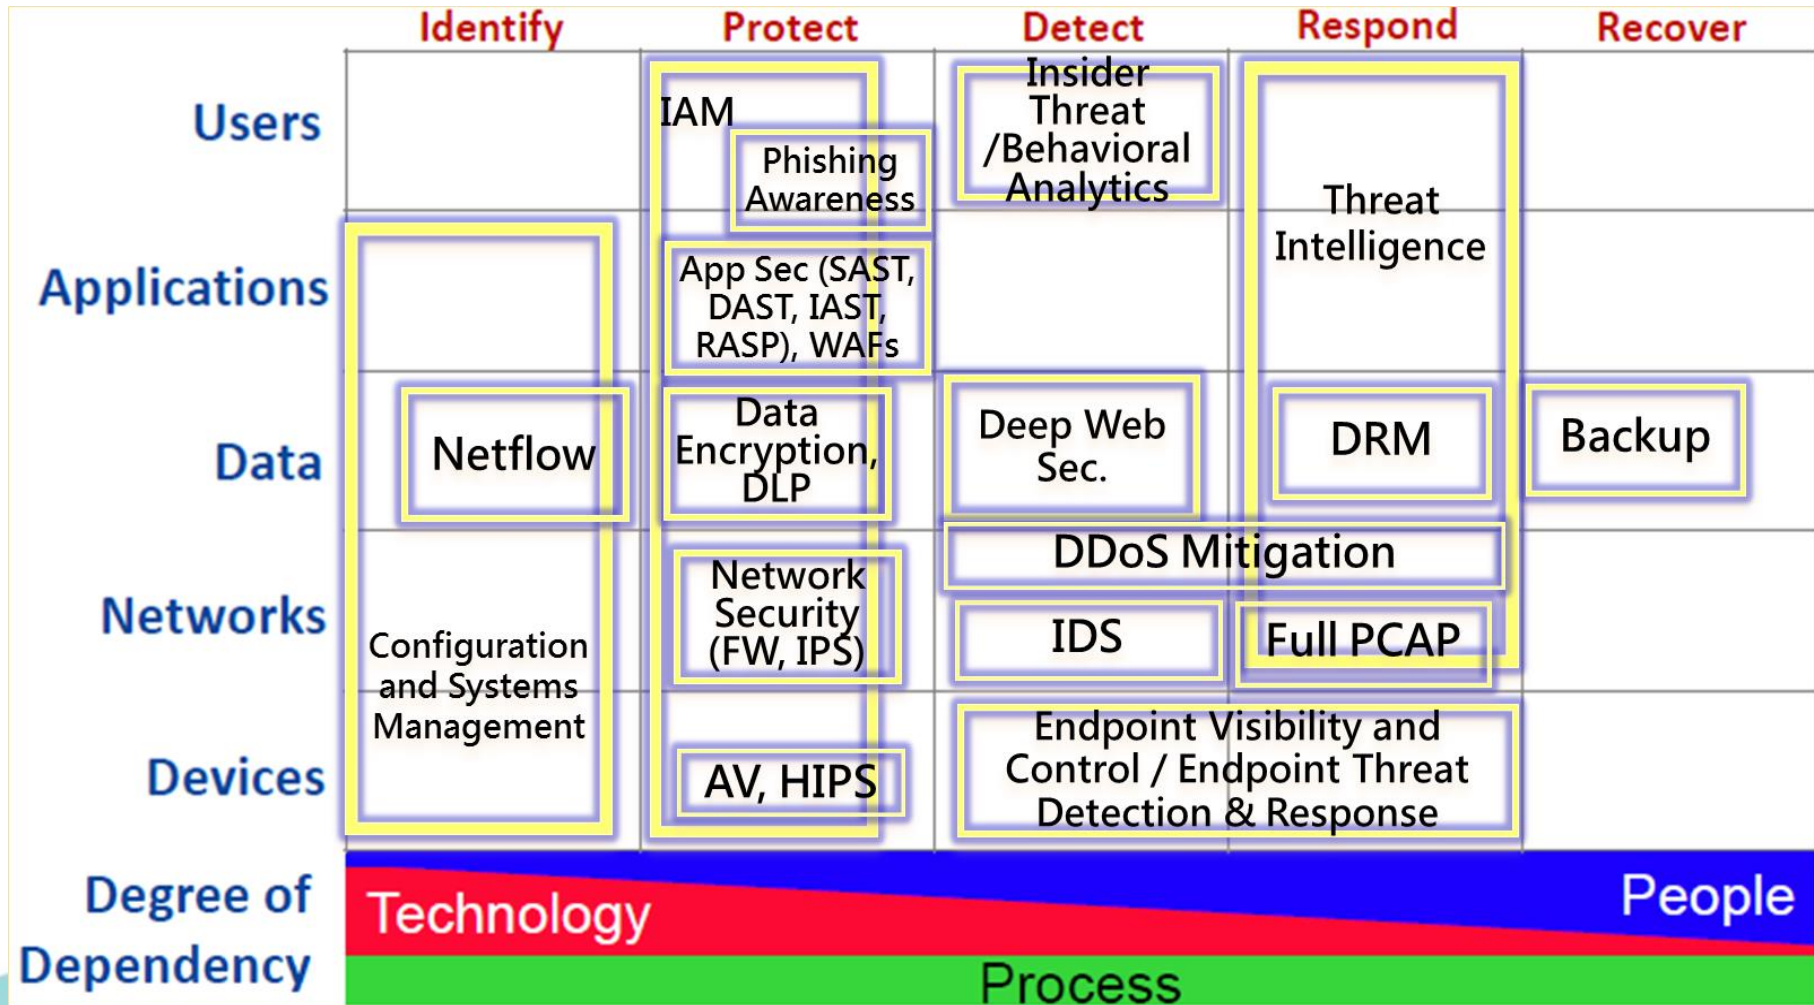 Identify Protect Detect Respond Recover
Users
IAM
Phishing
Awareness
Insider
Threat
/Behavioral
Analytics
Threat
Intelligence
Applications
App Sec (SAST,
DAST, IAST,
RASP), WAFs
Data
Netflow
Data
Encryption,
DLP
Deep Web
Sec.
DRM
Backup
Networks
Configuration
and Systems
Management
Network
Security
(FW, IPS)
DDoS Mitigation
IDS
Full PCAP
Devices
AV, HIPS
Endpoint Visibility and
Control / Endpoint Threat
Detection & Response
Degree of
Dependency
Technology
People
Process